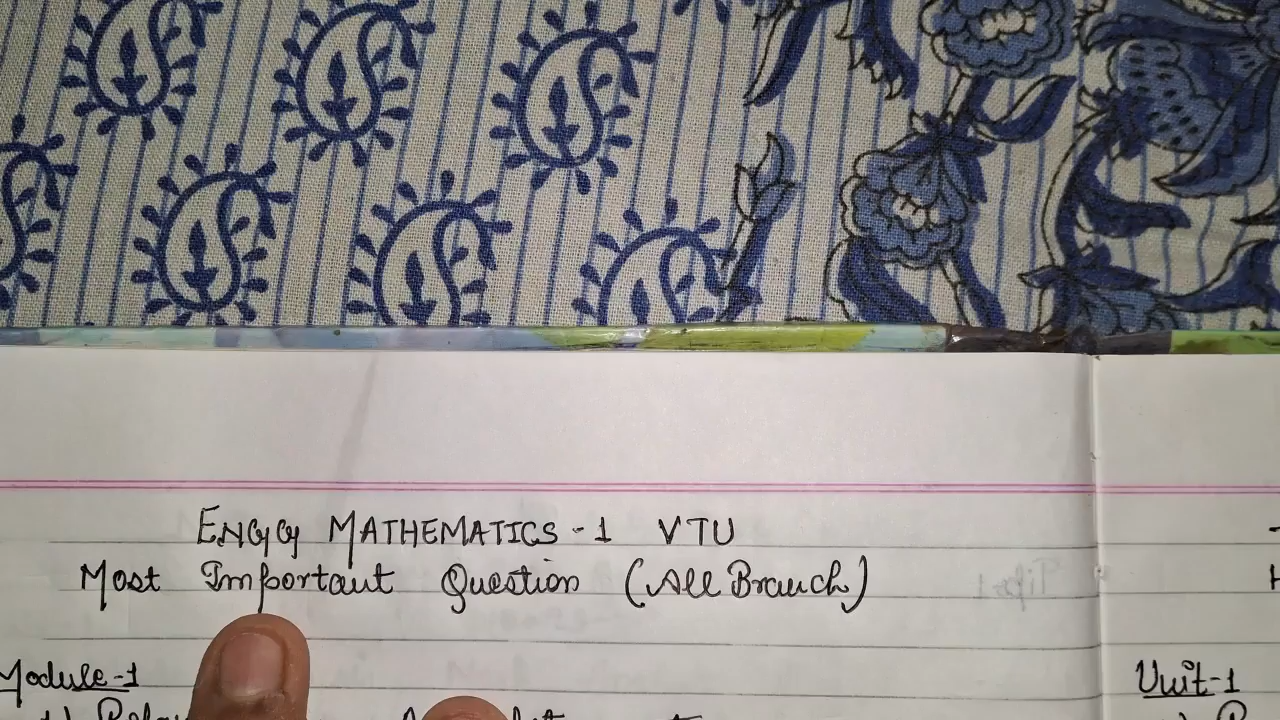 ENGG MATHEMATICS - 1 VTU
Most Important Question (All Branch)
Module-1
Unit-1